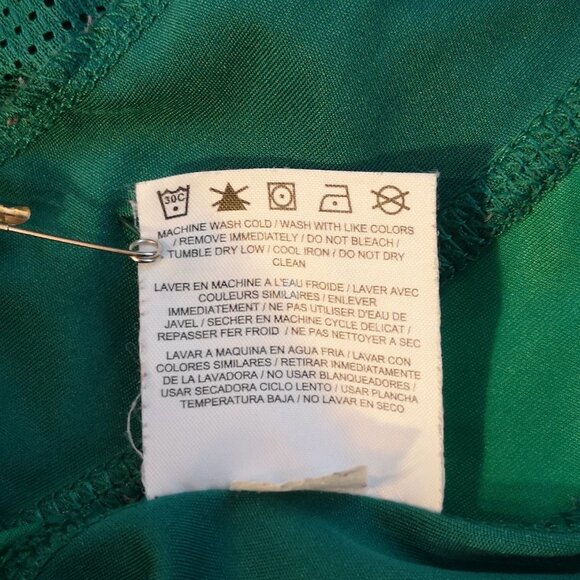 30C
MACHINE WASH COLD / WASH WITH LIKE COLORS
/ REMOVE IMMEDIATELY / DO NOT BLEACH /
TUMBLE DRY LOW / COOL IRON / DO NOT DRY
CLEAN
LAVER EN MACHINE A L'EAU FROIDE / LAVER AVEC
COULEURS SIMILAIRES / ENLEVER
IMMEDIATEMENT / NE PAS UTILISER D'EAU DE
JAVEL / SECHER EN MACHINE CYCLE DELICAT /
REPASSER FER FROID / NE PAS NETTOYER A SEC
LAVAR A MAQUINA EN AGUA FRIA / LAVAR CON
COLORES SIMILARES / RETIRAR INMEDIATAMENTE
DE LA LAVADORA / NO USAR BLANQUEADORES /
USAR SECADORA CICLO LENTO / USAR PLANCHA
TEMPERATURA BAJA / NO LAVAR EN SECO